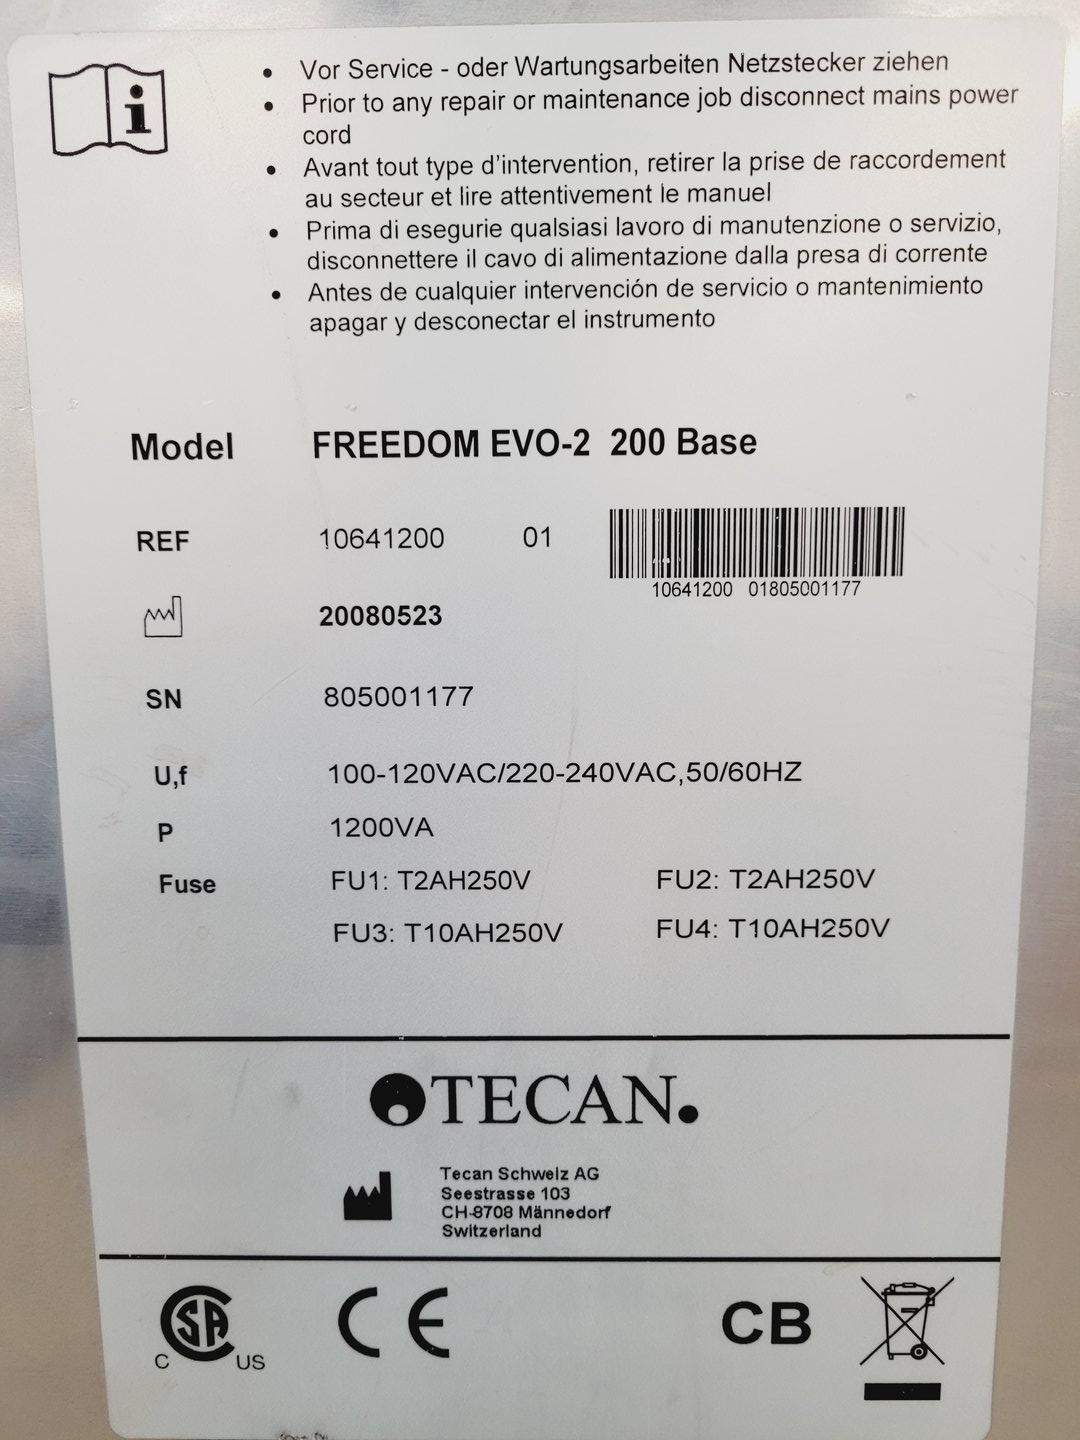 • Vor Service - oder Wartungsarbeiten Netzstecker ziehen
• Prior to any repair or maintenance job disconnect mains power
cord
• Avant tout type d'intervention, retirer la prise de raccordement
au secteur et lire attentivement le manuel
• Prima di esegurie qualsiasi lavoro di manutenzione o servizio,
disconnettere il cavo di alimentazione dalla presa di corrente
• Antes de cualquier intervención de servicio o mantenimiento
apagar y desconectar el instrumento
Model FREEDOM EVO-2 200 Base
REF 10641200 01
10641200 01805001177
20080523
SN 805001177
U,f 100-120VAC/220-240VAC,50/60HZ
P 1200VA
Fuse FU1: T2AH250V FU2: T2AH250V
FU3: T10AH250V FU4: T10AH250V
TECAN.
Tecan Schweiz AG
Seestrasse 103
CH-8708 Männedorf
Switzerland
C SA US CE CB